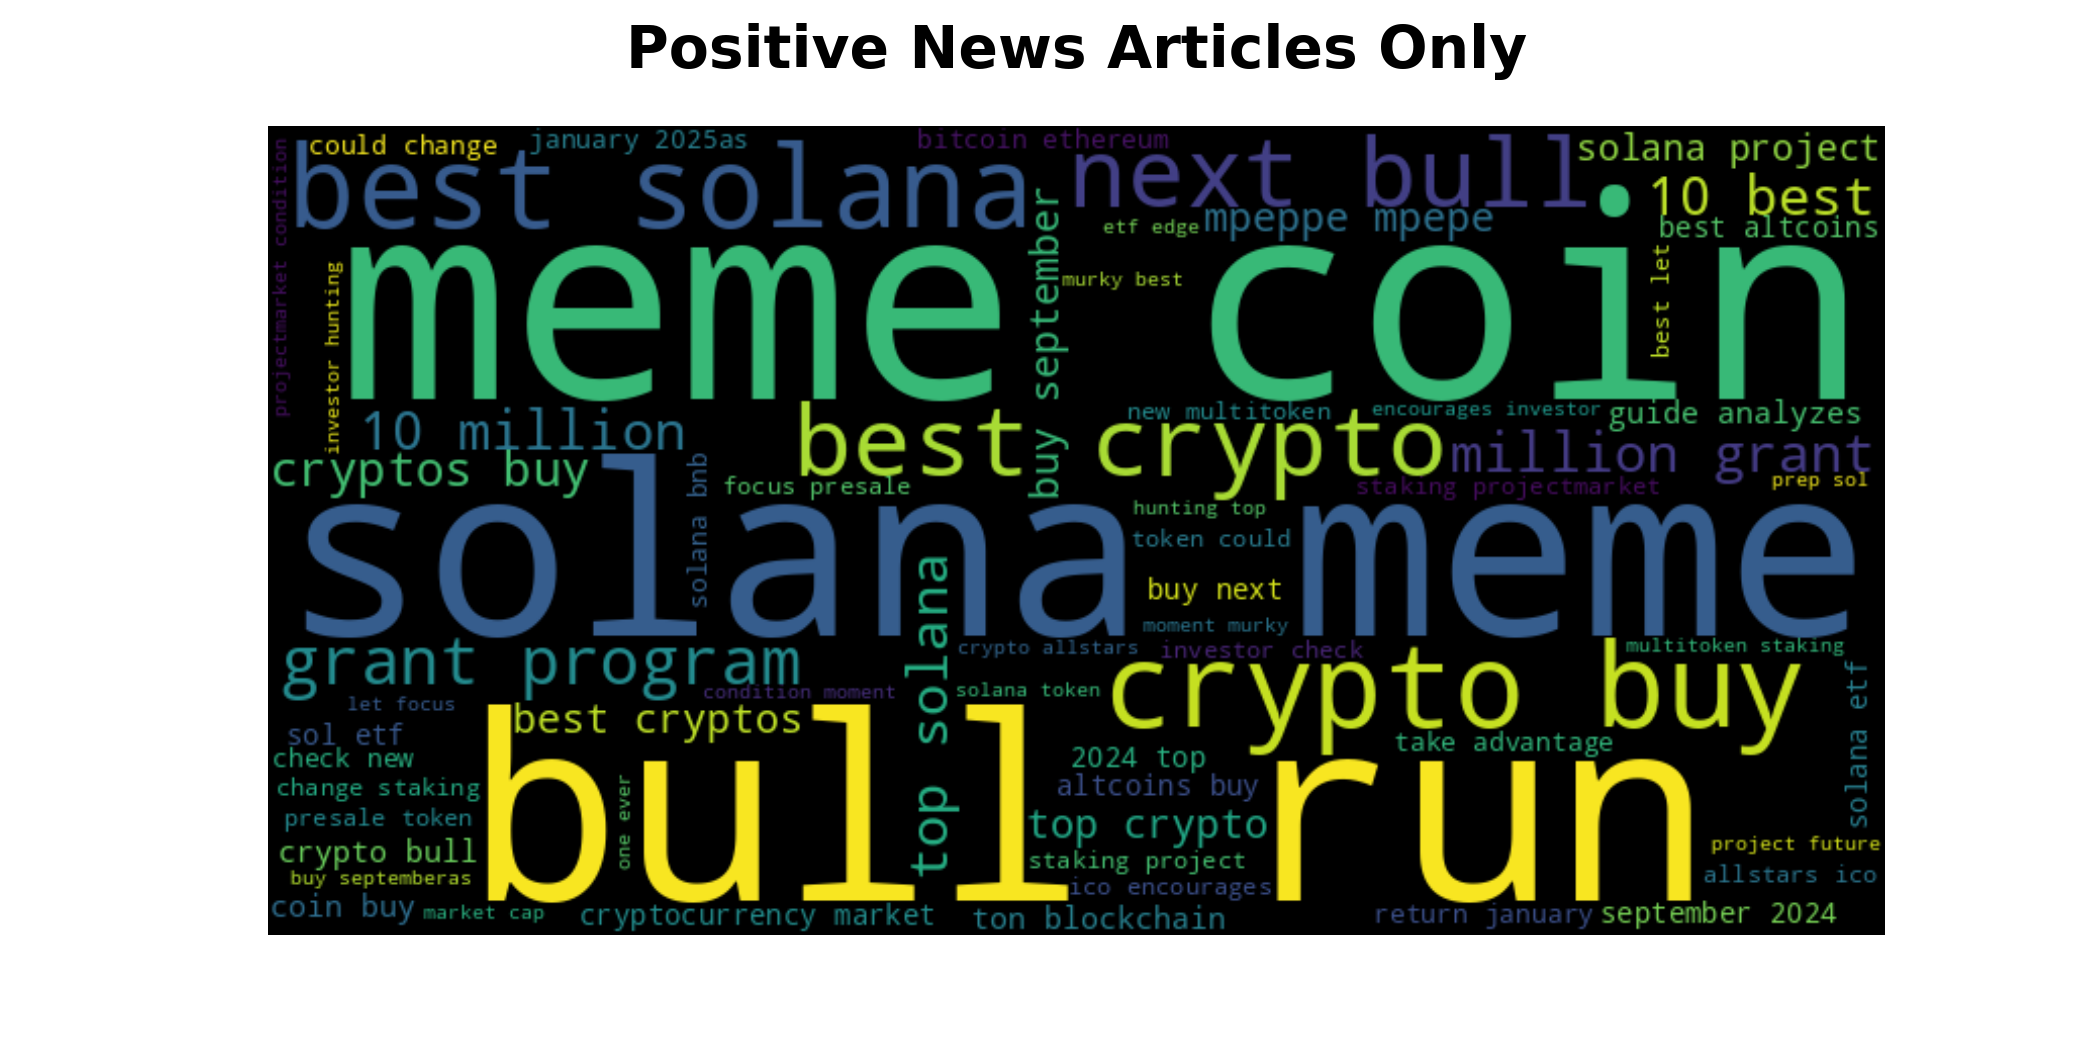 Positive News Articles Only
could change
january 2025as
bitcoin ethereum
solana project
best solana
next bull
10 best
mpeppe mpepe
best altcoins
etf edge
projectmarket condition
investor hunting
meme coin
buy september
murky best
best let
10 million
new multitoken
encourages investor
guide analyzes
best crypto
million grant
cryptos buy
solana bnb
focus presale
staking projectmarket
prep sol
solana meme
hunting top
token could
buy next
moment murky
top solana
grant program
crypto allstars
investor check
multitoken staking
condition moment
solana token
crypto buy
solana etf
let focus
best cryptos
sol etf
take advantage
check new
2024 top
change staking
altcoins buy
bull run
one ever
presale token
top crypto
crypto bull
staking project
project future
buy septemberas
ico encourages
allstars ico
coin buy
market cap
cryptocurrency market
ton blockchain
return january
september 2024